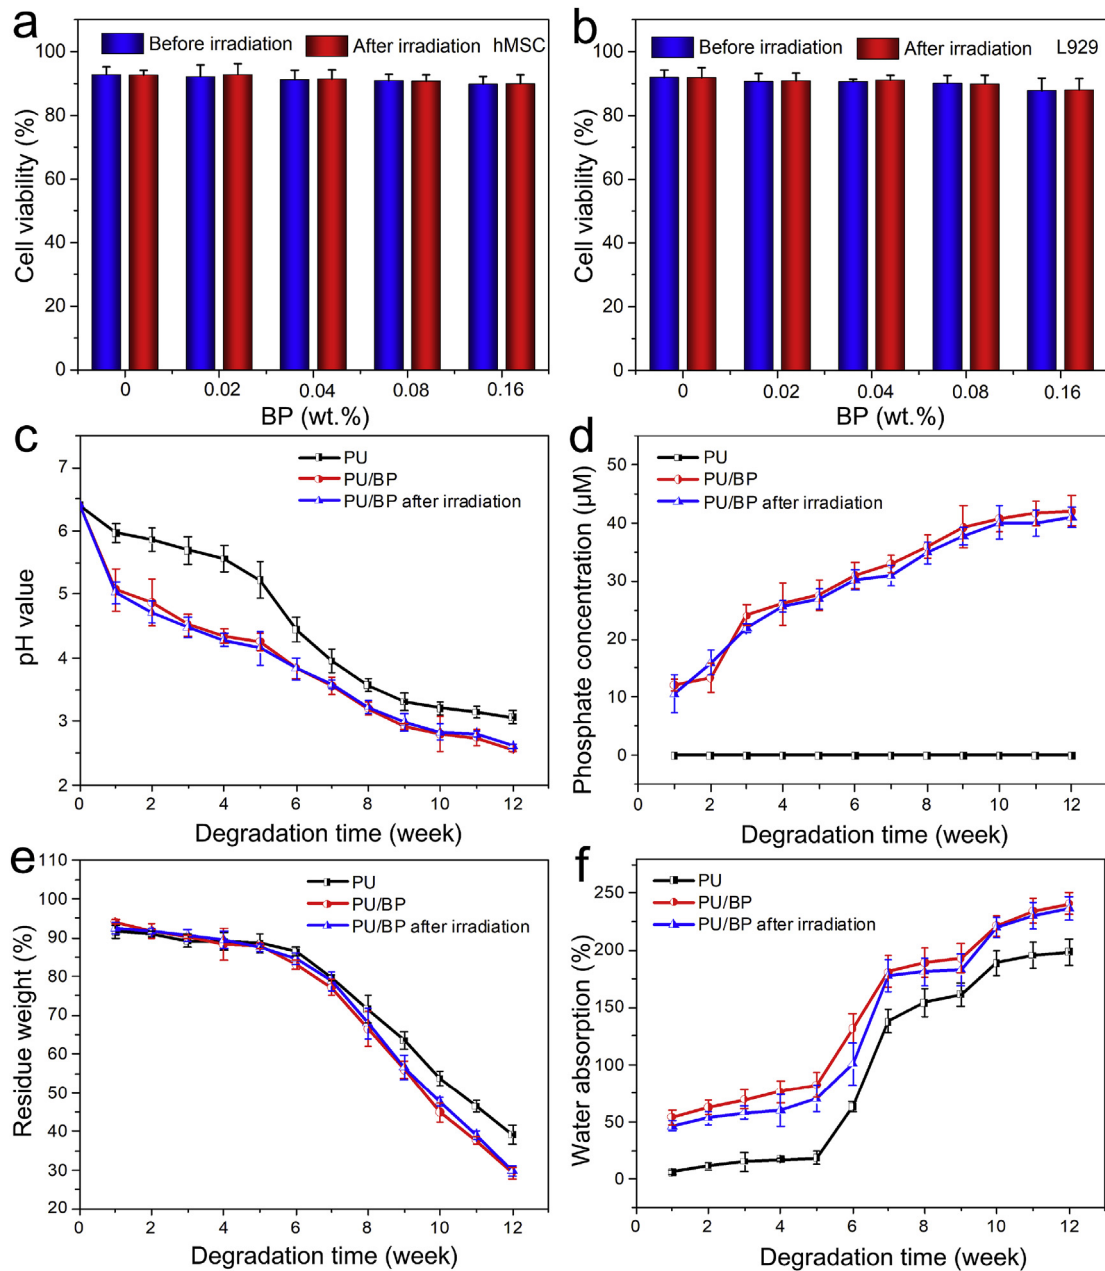 a
Before irradiation
After irradiation
hMSC
Cell viability (%)
100
80
60
40
20
0
0
0.02
0.04
0.08
0.16
BP (wt.%)
b
Before irradiation
After irradiation
L929
Cell viability (%)
100
80
60
40
20
0
0
0.02
0.04
0.08
0.16
BP (wt.%)
c
PU
PU/BP
PU/BP after irradiation
pH value
7
6
5
4
3
2
0
2
4
6
8
10
12
Degradation time (week)
d
PU
PU/BP
PU/BP after irradiation
Phosphate concentration (μM)
50
40
30
20
10
0
0
2
4
6
8
10
12
Degradation time (week)
e
PU
PU/BP
PU/BP after irradiation
Residue weight (%)
110
100
90
80
70
60
50
40
30
20
0
2
4
6
8
10
12
Degradation time (week)
f
PU
PU/BP
PU/BP after irradiation
Water absorption (%)
250
200
150
100
50
0
0
2
4
6
8
10
12
Degradation time (week)